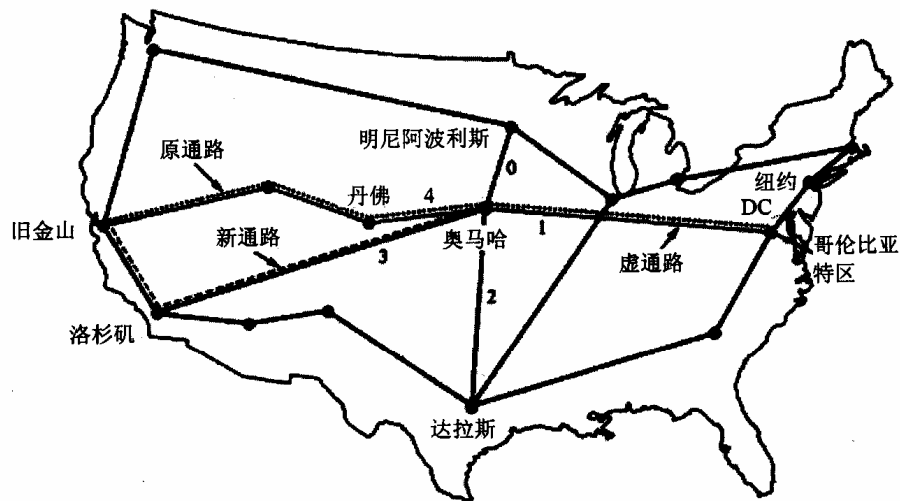 明尼阿波利斯
原通路
0
纽约
丹佛
4
DC
旧金山
新通路
3
奥马哈
1
虚通路
哥伦比亚
特区
2
洛杉矶
达拉斯